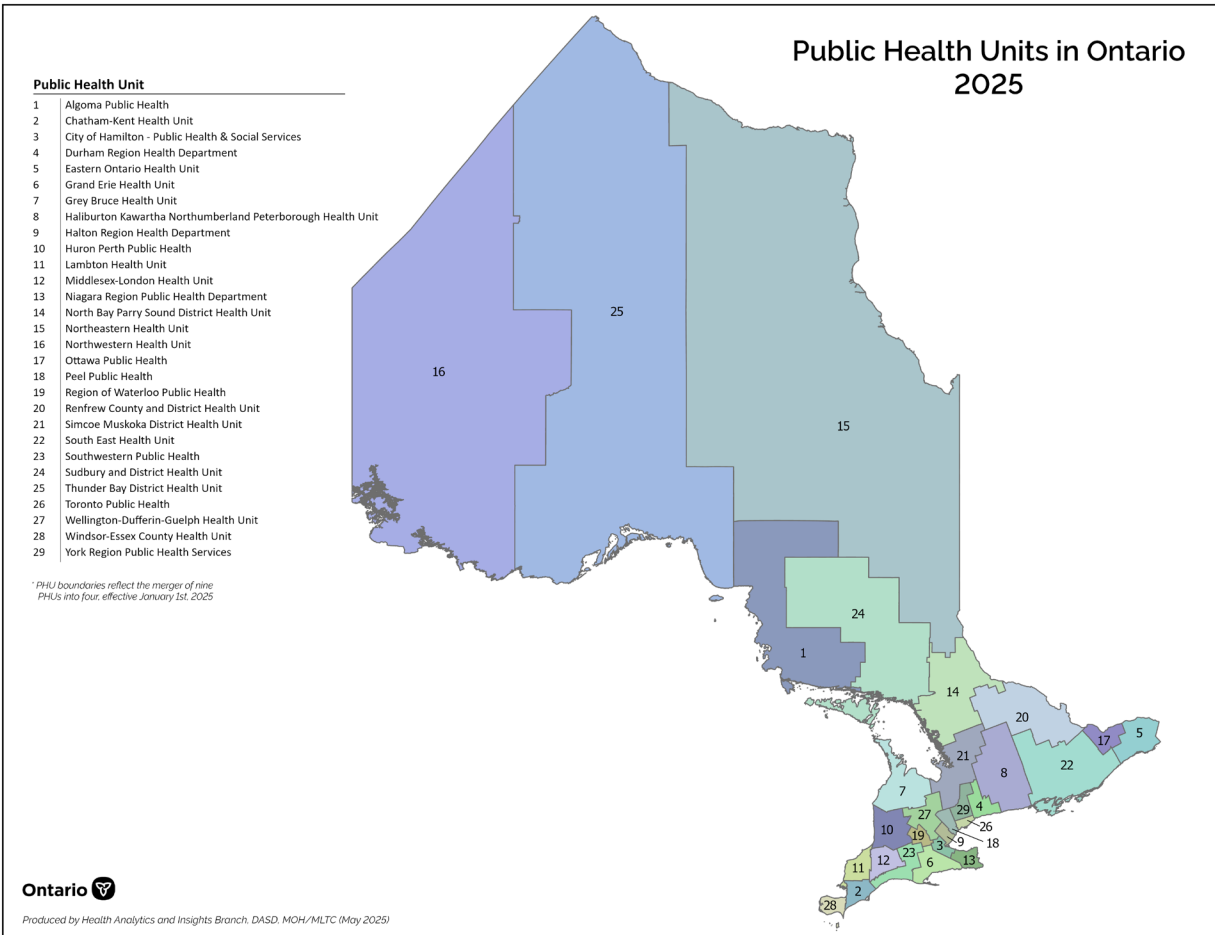 Public Health Units in Ontario
2025
Public Health Unit
1 Algoma Public Health
2 Chatham-Kent Health Unit
3 City of Hamilton - Public Health & Social Services
4 Durham Region Health Department
5 Eastern Ontario Health Unit
6 Grand Erie Health Unit
7 Grey Bruce Health Unit
8 Haliburton Kawartha Northumberland Peterborough Health Unit
9 Halton Region Health Department
10 Huron Perth Public Health
11 Lambton Health Unit
12 Middlesex-London Health Unit
13 Niagara Region Public Health Department
14 North Bay Parry Sound District Health Unit
15 Northeastern Health Unit
16 Northwestern Health Unit
17 Ottawa Public Health
18 Peel Public Health
19 Region of Waterloo Public Health
20 Renfrew County and District Health Unit
21 Simcoe Muskoka District Health Unit
22 South East Health Unit
23 Southwestern Public Health
24 Sudbury and District Health Unit
25 Thunder Bay District Health Unit
26 Toronto Public Health
27 Wellington-Dufferin-Guelph Health Unit
28 Windsor-Essex County Health Unit
29 York Region Public Health Services
* PHU boundaries reflect the merger of nine
PHUs into four, effective January 1st, 2025
25
16
15
24
1
14
20
17
5
21
22
8
7
29
4
27
26
10
19
9
18
3
23
12
6
13
11
2
28
Ontario
Produced by Health Analytics and Insights Branch, DASD, MOH/MLTC (May 2025)